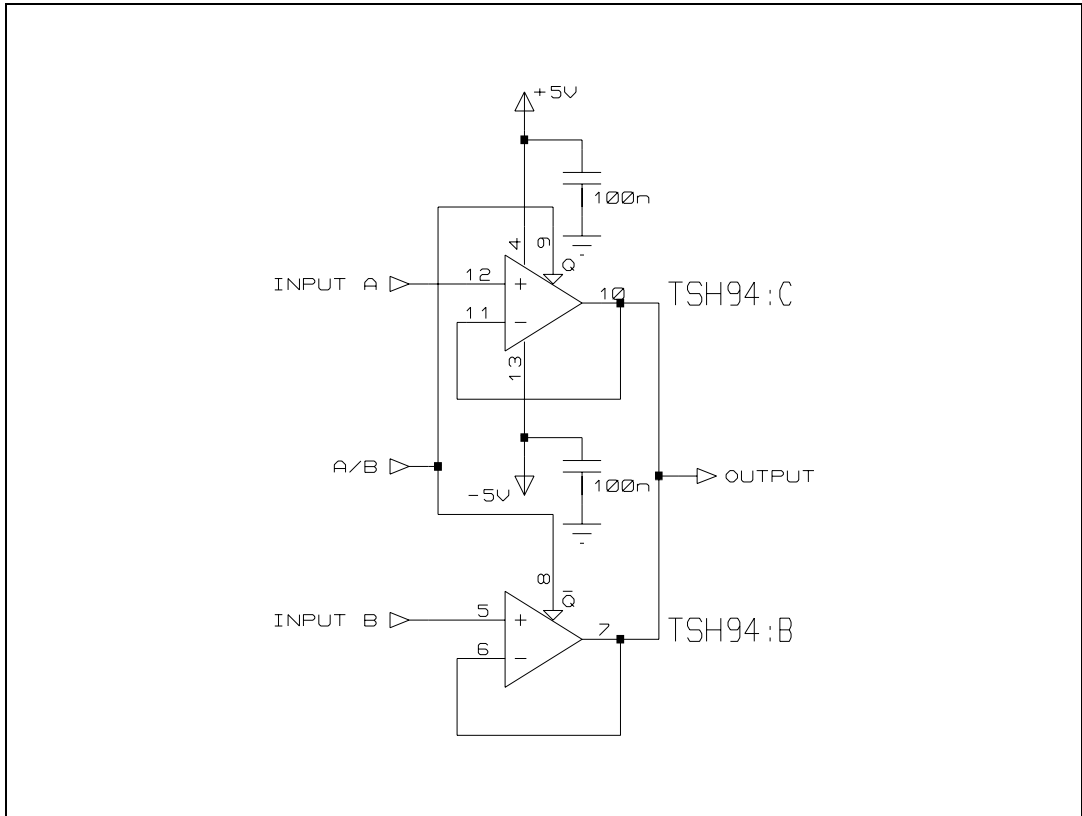 +5V
100n
4
9
Q
INPUT A
12
+
10
TSH94:C
11
−
13
A/B
-5V
100n
OUTPUT
8
Q̄
INPUT B
5
+
7
TSH94:B
6
−